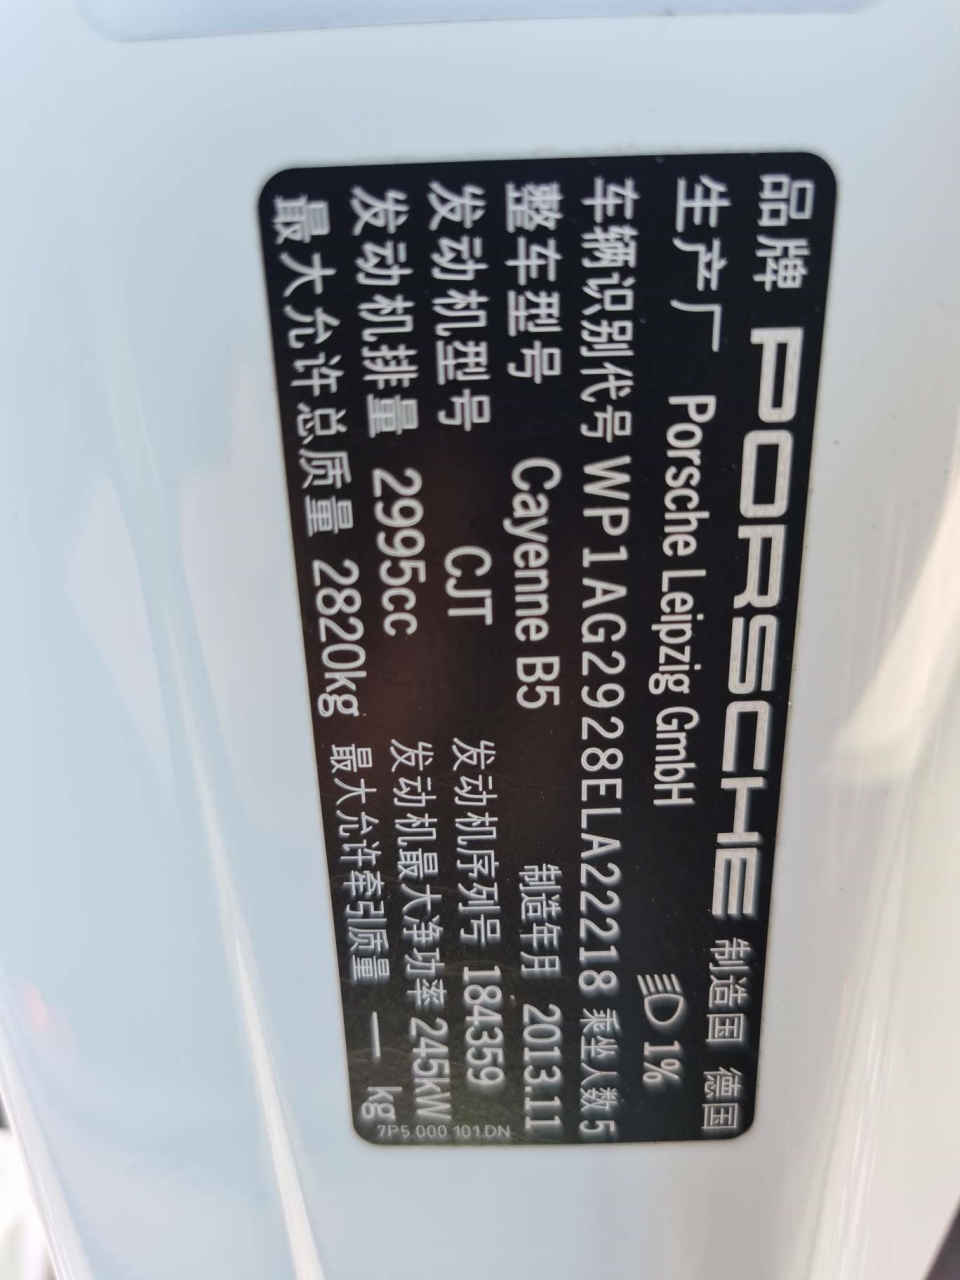 品牌 PORSCHE 制造国 德国
生产厂 Porsche Leipzig GmbH 1%
车辆识别代号 WP1AG2928ELA22218 乘坐人数 5
整车型号 Cayenne B5 制造年月 2013.11
发动机型号 CJT 发动机序列号 184359
发动机排量 2995cc 发动机最大净功率 245kW
最大允许总质量 2820kg 最大允许牵引质量 — kg
7P5.000.101.DN